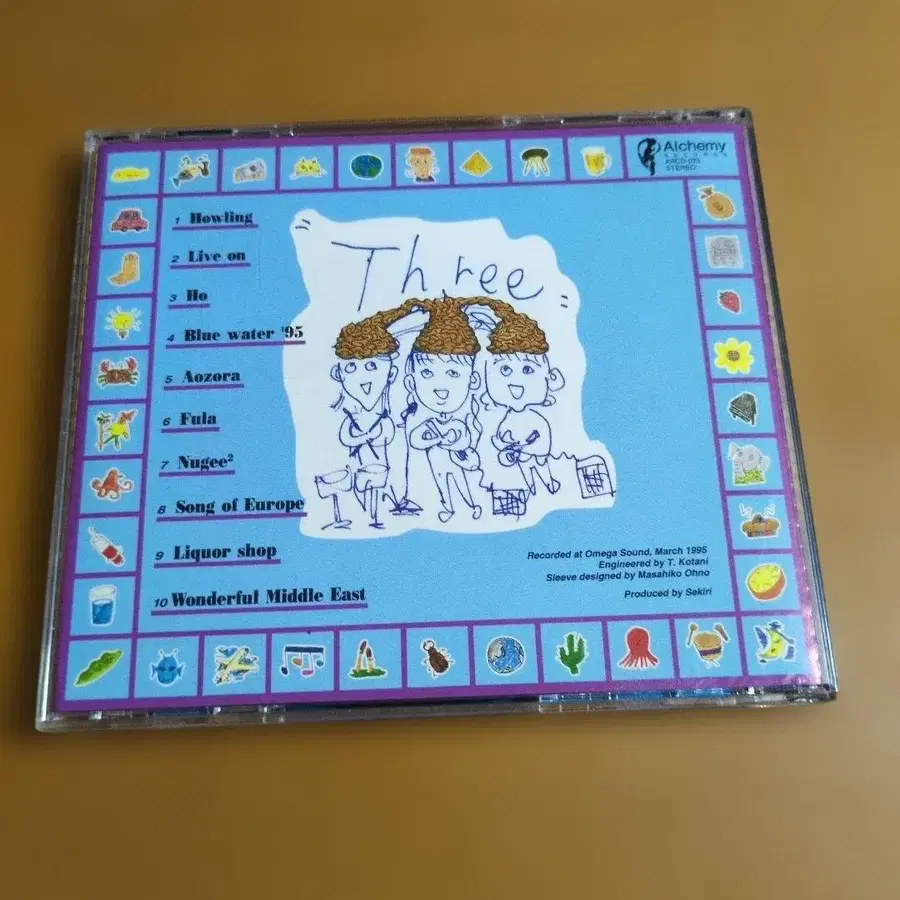 Alchemy
RECORDS
ARCD-075
STEREO
1 Howling
2 Live on
3 Ho
4 Blue water '95
5 Aozora
6 Fula
7 Nugee²
8 Song of Europe
9 Liquor shop
10 Wonderful Middle East
Three
Recorded at Omega Sound, March 1995
Engineered by T. Kotani
Sleeve designed by Masahiko Ohno
Produced by Sekiri